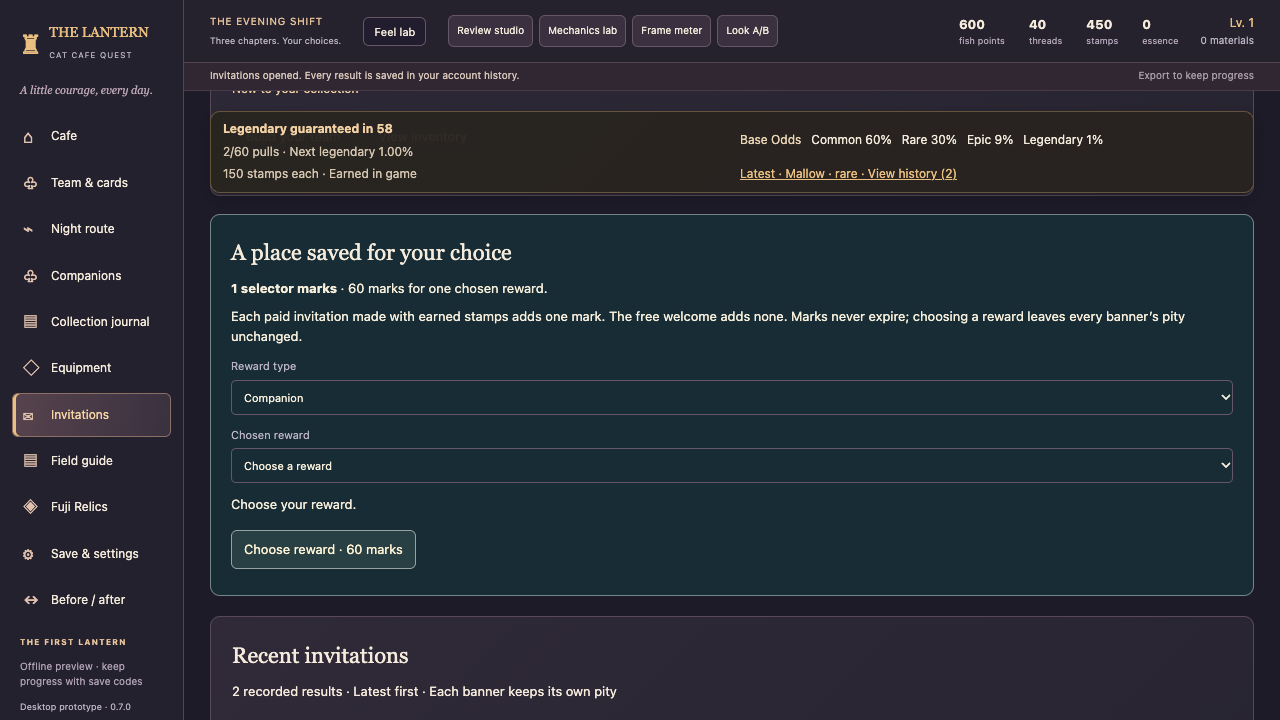 THE LANTERN
CAT CAFE QUEST
A little courage, every day.
Cafe
Team & cards
Night route
Companions
Collection journal
Equipment
Invitations
Field guide
Fuji Relics
Save & settings
Before / after
THE FIRST LANTERN
Offline preview · keep
progress with save codes
Desktop prototype · 0.7.0
THE EVENING SHIFT
Three chapters. Your choices.
Feel lab
Review studio
Mechanics lab
Frame meter
Look A/B
600
fish points
40
threads
450
stamps
0
essence
Lv. 1
0 materials
Invitations opened. Every result is saved in your account history.
Export to keep progress
New to your collection
Legendary guaranteed in 58
2/60 pulls · Next legendary 1.00%
150 stamps each · Earned in game
Base Odds Common 60% Rare 30% Epic 9% Legendary 1%
Latest · Mallow · rare · View history (2)
A place saved for your choice
1 selector marks · 60 marks for one chosen reward.
Each paid invitation made with earned stamps adds one mark. The free welcome adds none. Marks never expire; choosing a reward leaves every banner's pity
unchanged.
Reward type
Companion
Chosen reward
Choose a reward
Choose your reward.
Choose reward · 60 marks
Recent invitations
2 recorded results · Latest first · Each banner keeps its own pity